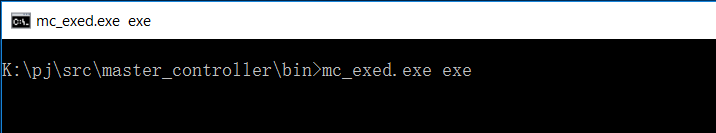 mc_exed.exe  exe
K:\pj\src\master_controller\bin>mc_exed.exe exe